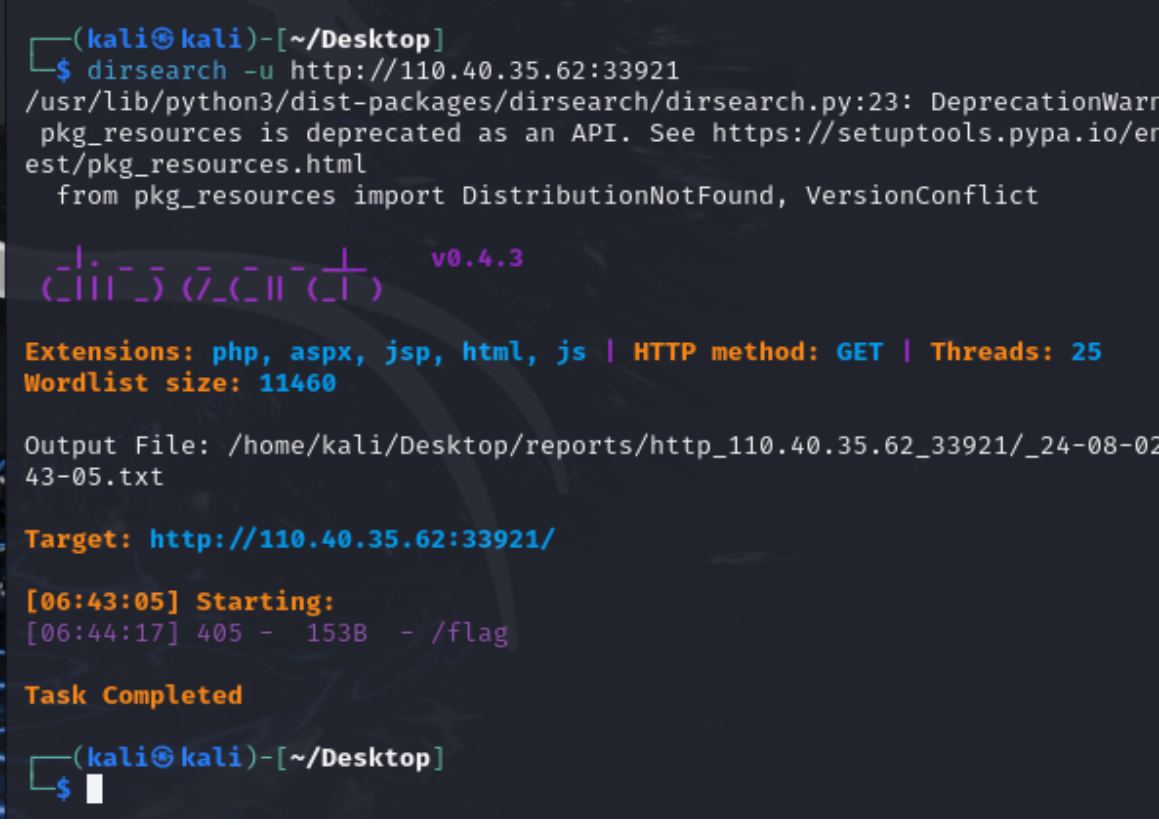 ┌──(kali㉿kali)-[~/Desktop]
└─$ dirsearch -u http://110.40.35.62:33921
/usr/lib/python3/dist-packages/dirsearch/dirsearch.py:23: DeprecationWarn
 pkg_resources is deprecated as an API. See https://setuptools.pypa.io/en
est/pkg_resources.html
  from pkg_resources import DistributionNotFound, VersionConflict
  _|. _ _  _  _  _ _|_    v0.4.3
 (_||| _) (/_(_|| (_| )
Extensions: php, aspx, jsp, html, js | HTTP method: GET | Threads: 25
Wordlist size: 11460
Output File: /home/kali/Desktop/reports/http_110.40.35.62_33921/_24-08-02
43-05.txt
Target: http://110.40.35.62:33921/
[06:43:05] Starting:
[06:44:17] 405 -  153B  - /flag
Task Completed
┌──(kali㉿kali)-[~/Desktop]
└─$